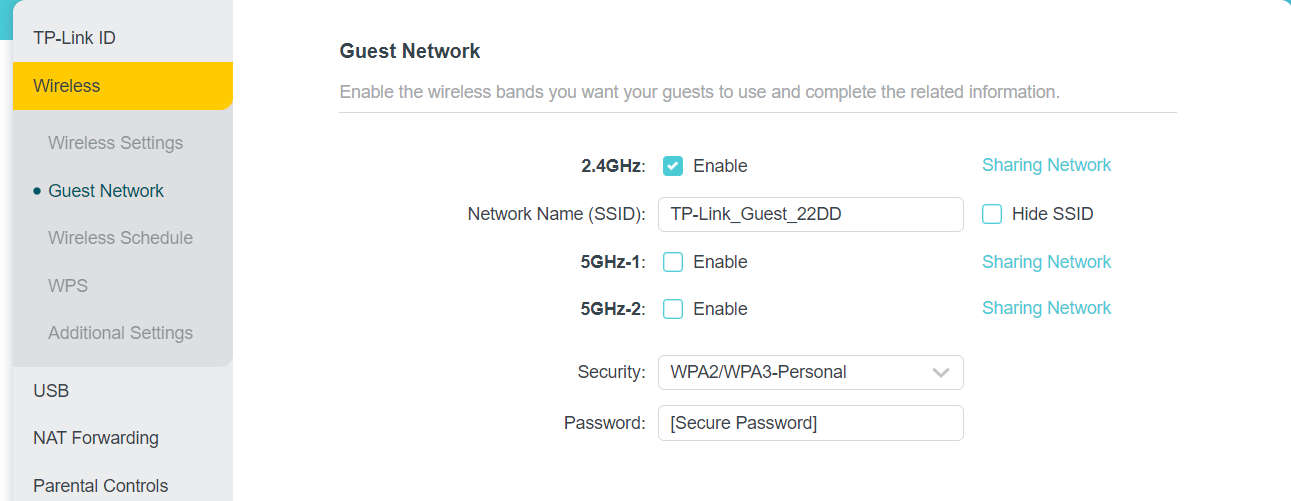 TP-Link ID
Wireless
Wireless Settings
Guest Network
Wireless Schedule
WPS
Additional Settings
USB
NAT Forwarding
Parental Controls
Guest Network
Enable the wireless bands you want your guests to use and complete the related information.
2.4GHz: Enable Sharing Network
Network Name (SSID): TP-Link_Guest_22DD Hide SSID
5GHz-1: Enable Sharing Network
5GHz-2: Enable Sharing Network
Security: WPA2/WPA3-Personal
Password: [Secure Password]